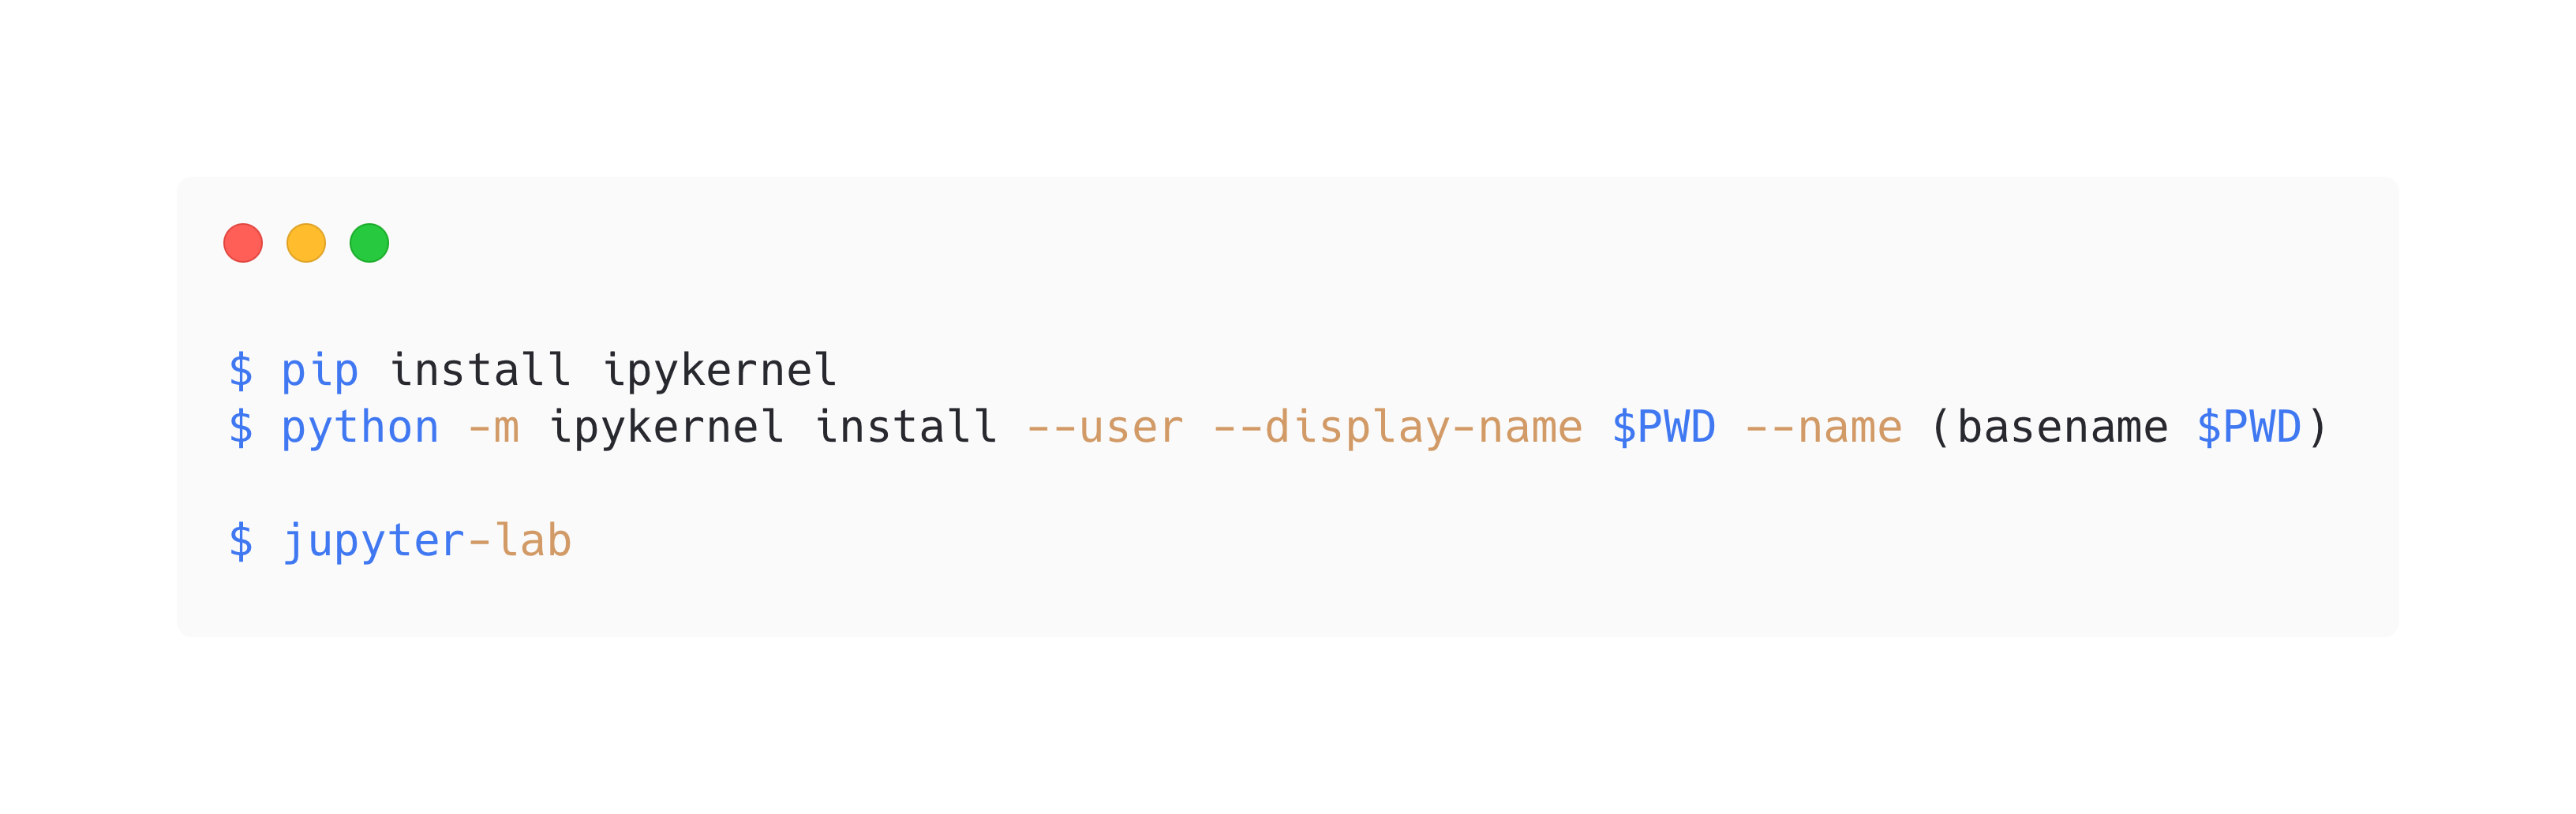 $ pip install ipykernel
$ python -m ipykernel install --user --display-name $PWD --name (basename $PWD)
$ jupyter-lab